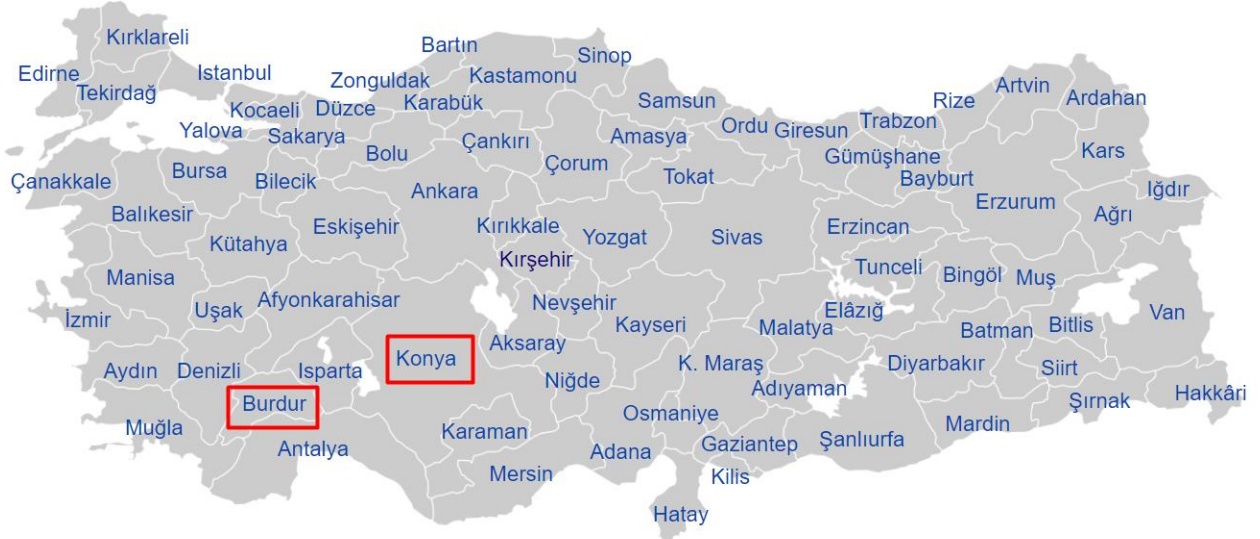 Kırklareli
Bartın
Sinop
Edirne
Istanbul
Zonguldak
Kastamonu
Tekirdağ
Kocaeli
Düzce
Karabük
Samsun
Rize
Artvin
Ardahan
Yalova
Sakarya
Çankırı
Amasya
Ordu
Giresun
Trabzon
Bolu
Çorum
Gümüşhane
Kars
Çanakkale
Bursa
Bilecik
Ankara
Tokat
Bayburt
Iğdır
Balıkesir
Eskişehir
Kırıkkale
Yozgat
Sivas
Erzincan
Erzurum
Ağrı
Kütahya
Kırşehir
Tunceli
Bingöl
Muş
Manisa
Uşak
Afyonkarahisar
Nevşehir
Kayseri
Malatya
Elâzığ
Batman
Bitlis
Van
İzmir
Aksaray
Aydın
Denizli
Isparta
Konya
Niğde
K. Maraş
Adıyaman
Diyarbakır
Siirt
Hakkâri
Burdur
Osmaniye
Şırnak
Muğla
Antalya
Karaman
Adana
Gaziantep
Şanlıurfa
Mardin
Mersin
Kilis
Hatay